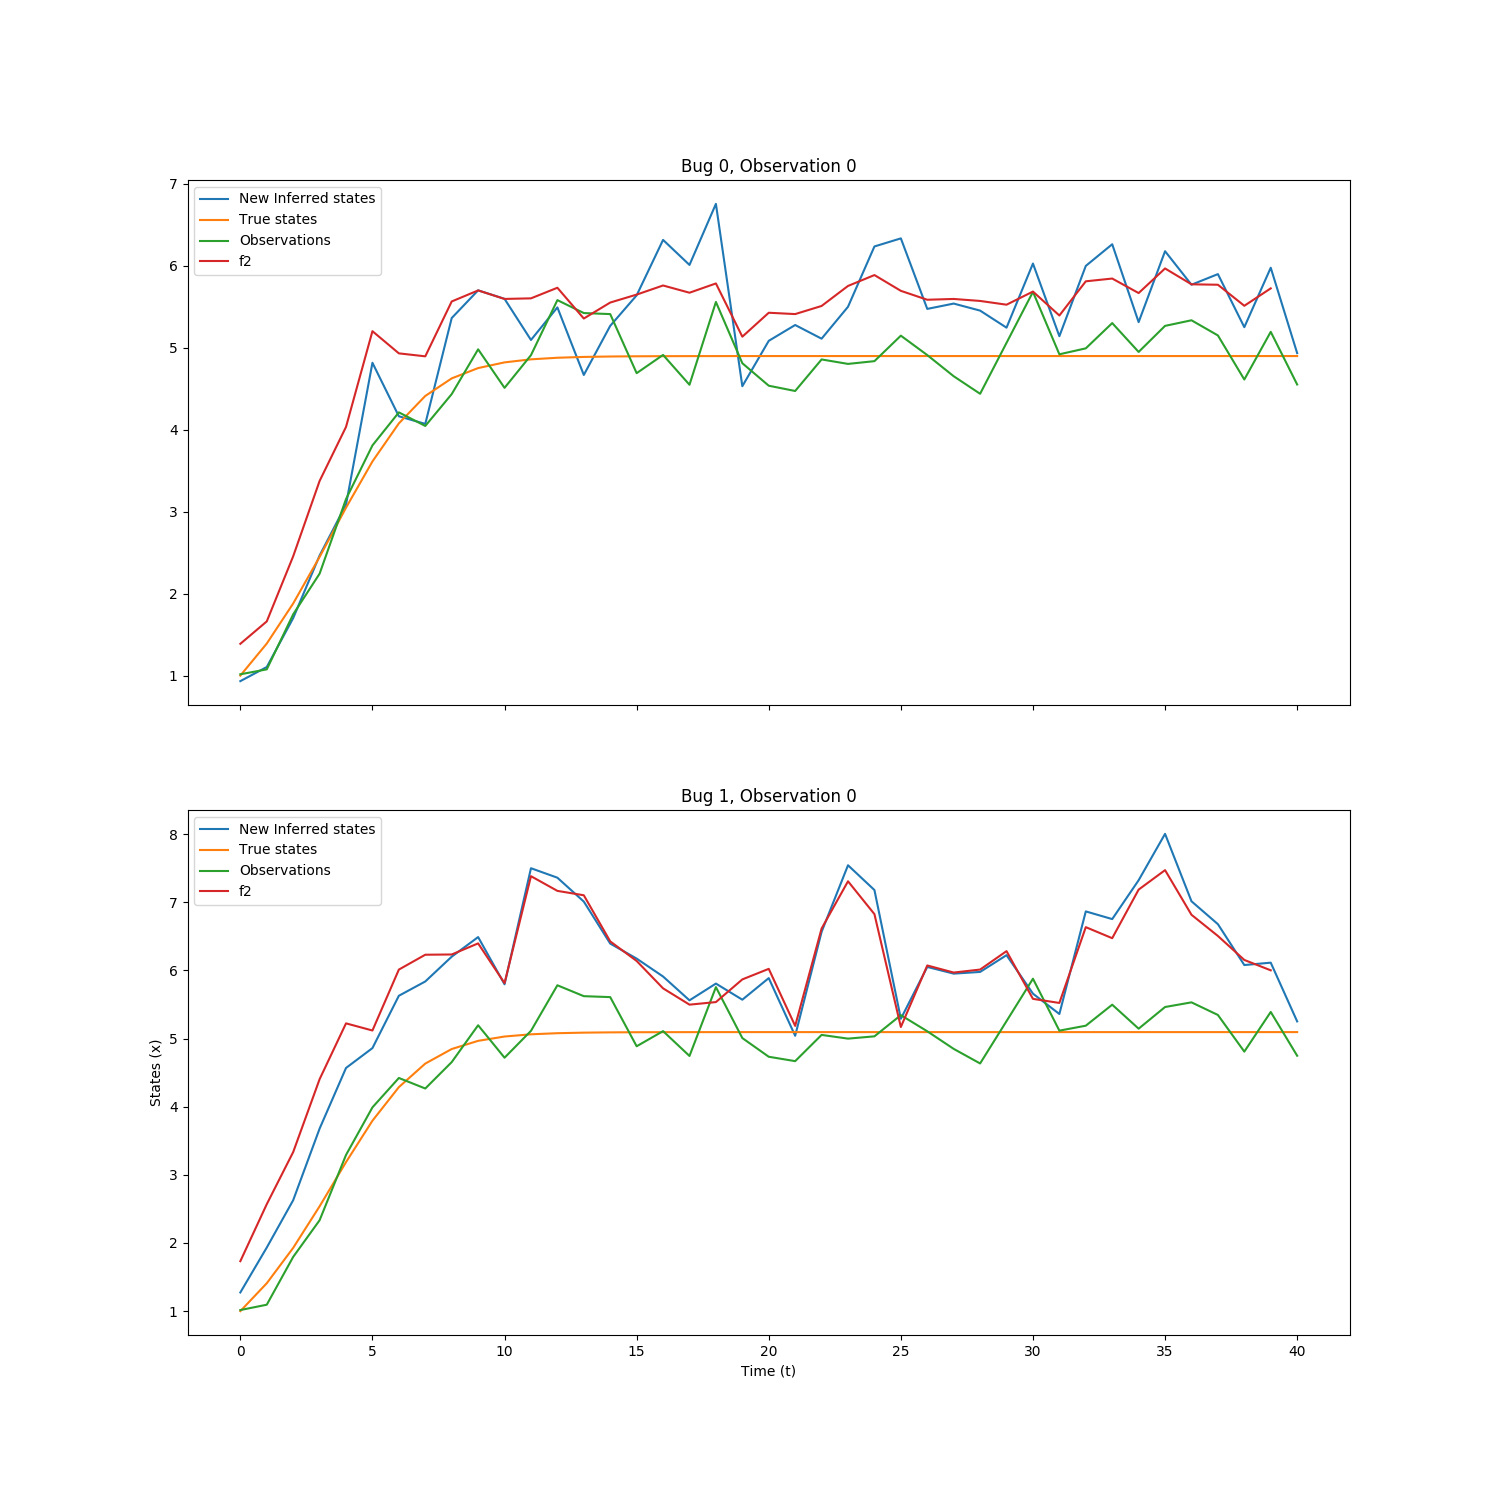 Bug 0, Observation 0
7
6
5
4
3
2
1
New Inferred states
True states
Observations
f2
Bug 1, Observation 0
8
7
6
5
4
3
2
1
States (x)
New Inferred states
True states
Observations
f2
0 5 10 15 20 25 30 35 40
Time (t)